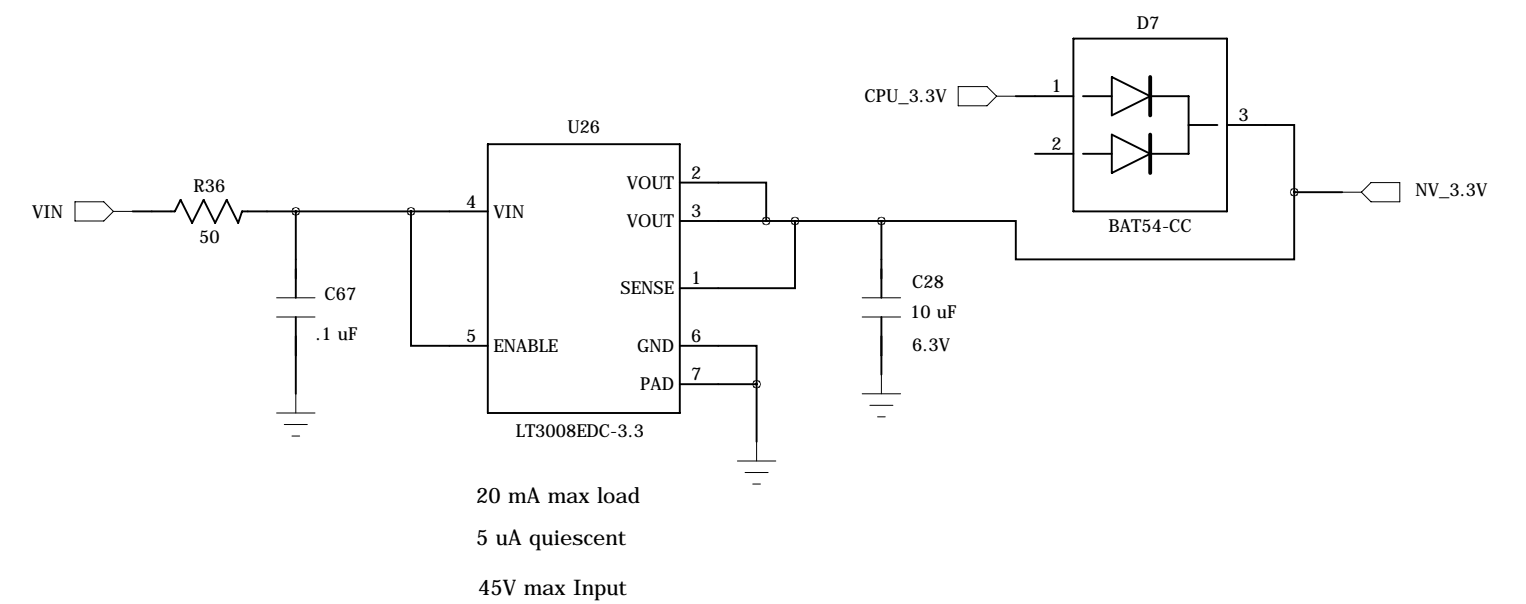 D7
CPU_3.3V
1
2
3
BAT54-CC
NV_3.3V
VIN
R36
50
C67
.1 uF
U26
4
VIN
5
ENABLE
VOUT
2
VOUT
3
SENSE
1
GND
6
PAD
7
LT3008EDC-3.3
C28
10 uF
6.3V
20 mA max load
5 uA quiescent
45V max Input